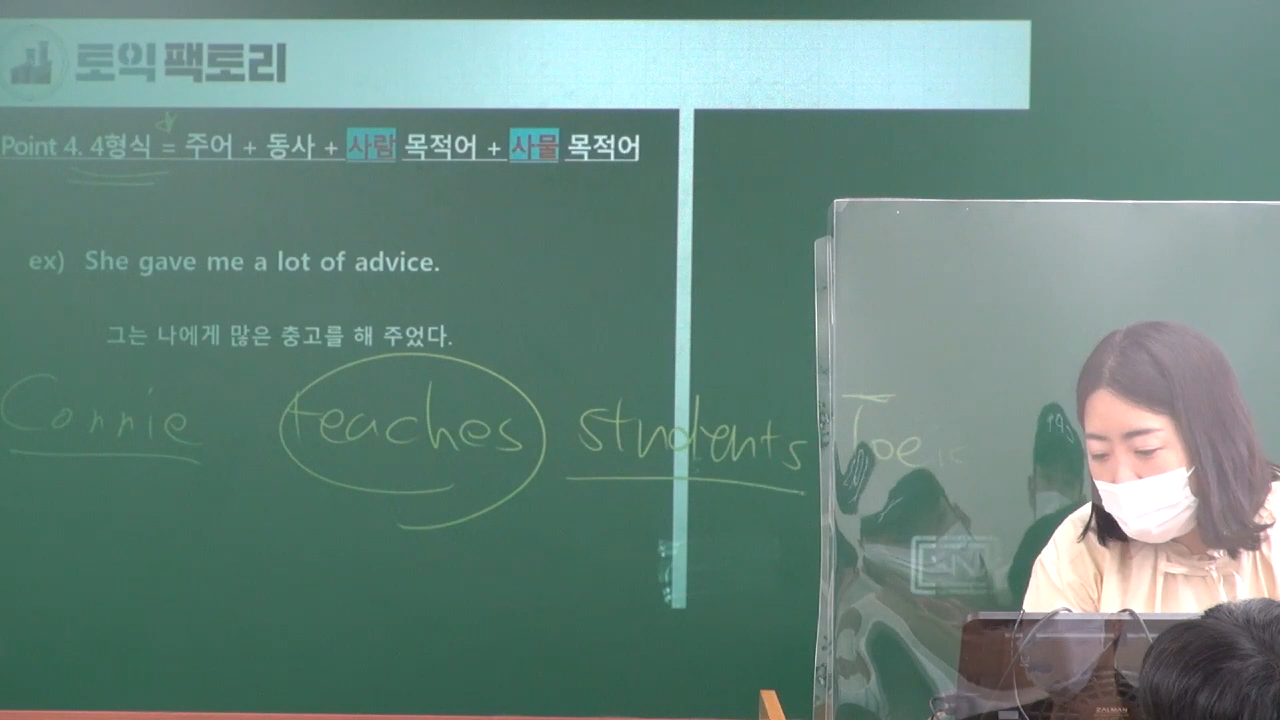 토익 팩토리
Point 4. 4형식 = 주어 + 동사 + 사람 목적어 + 사물 목적어
ex) She gave me a lot of advice.
그는 나에게 많은 충고를 해 주었다.
Connie teaches students Toeic
ZALMAN